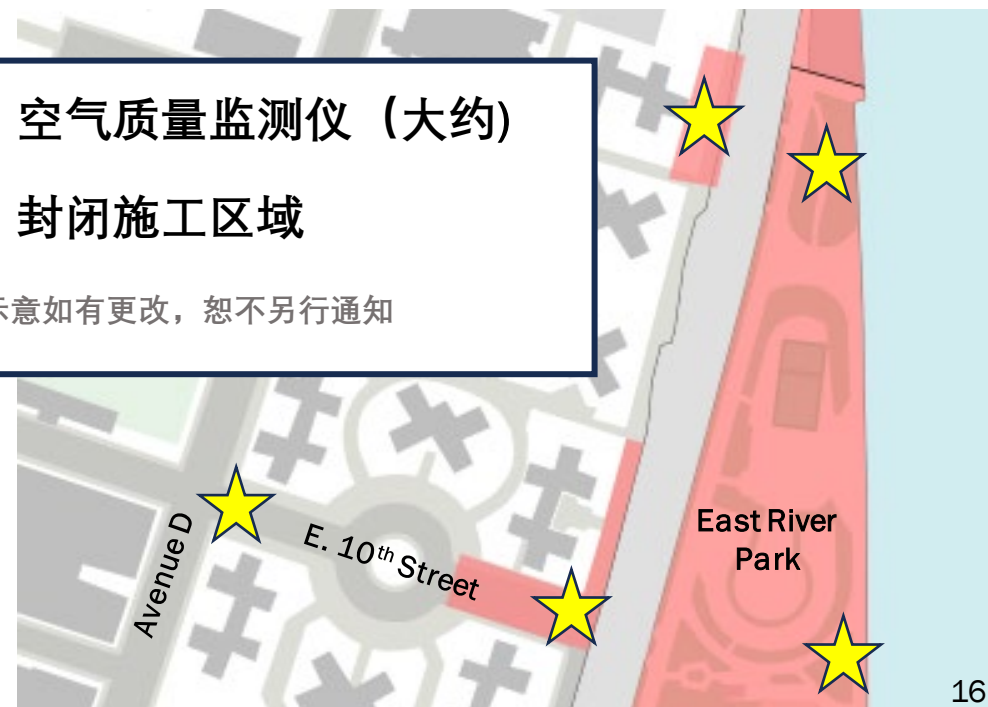 空气质量监测仪（大约)
封闭施工区域
意如有更改，恕不另行通知
Avenue D
E. 10th Street
East River
Park
16